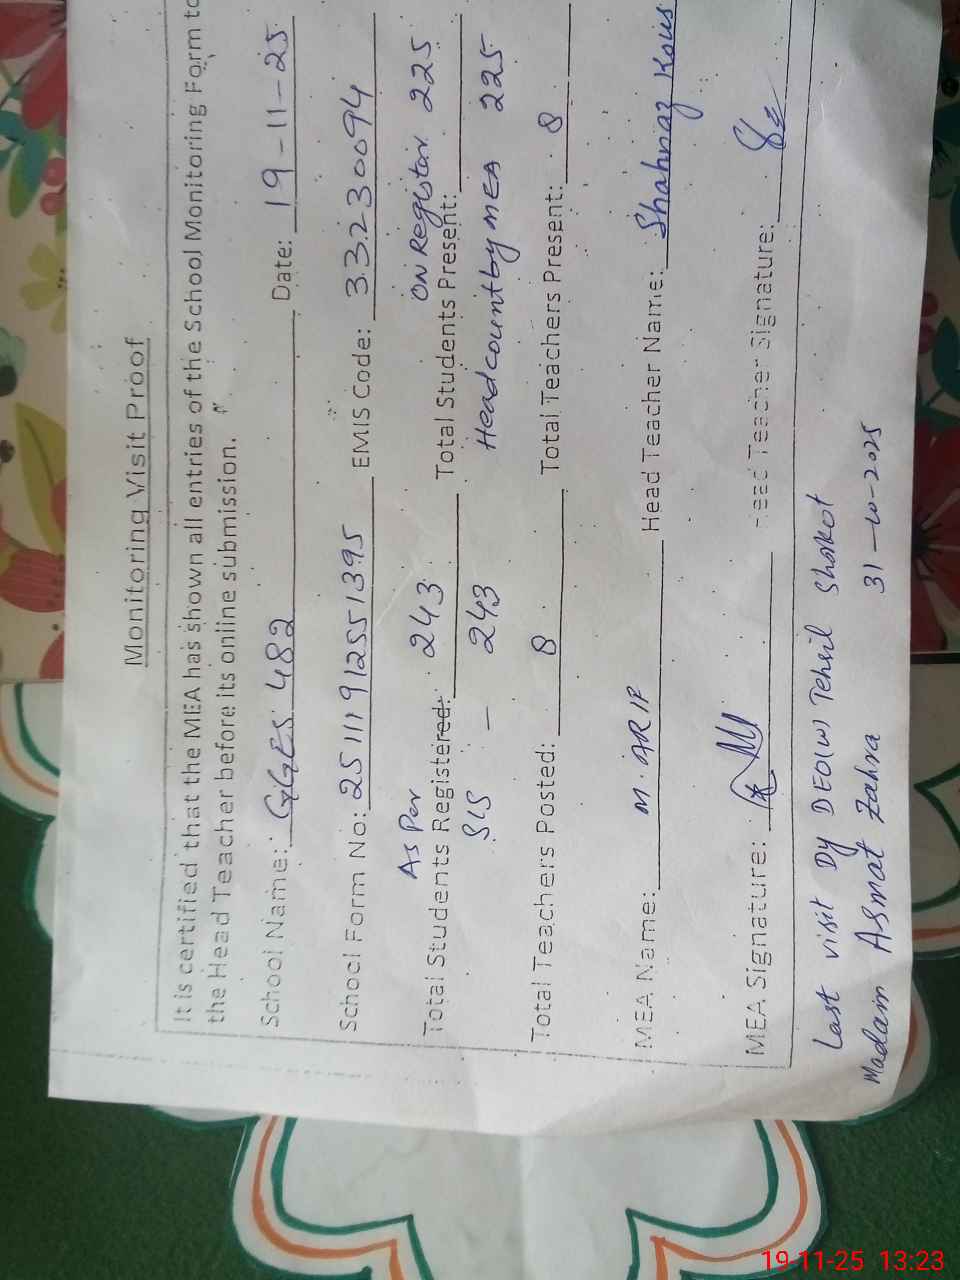 Monitoring Visit Proof
It is certified that the MEA has shown all entries of the School Monitoring Form to
the Head Teacher before its online submission.
School Name: GGES 482 Date: 19-11-25
School Form No: 25111912551395 EMIS Code: 33230094
As Per ON Register 225
Total Students Registered: 243 Total Students Present:
SIS - 243 Headcount by MEA 225
Total Teachers Posted: 8 Total Teachers Present: 8
MEA Name: M. ARIF Head Teacher Name: Shahnaz Kous
MEA Signature: Head Teacher Signature:
Last visit Dy DEO(W) Tehsil Shorkot
Madam Asmat Zahra 31-10-2025
19-11-25 13:23